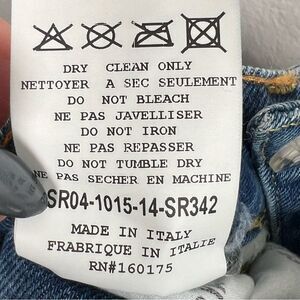 DRY CLEAN ONLY
NETTOYER A SEC SEULEMENT
DO NOT BLEACH
NE PAS JAVELLISER
DO NOT IRON
NE PAS REPASSER
DO NOT TUMBLE DRY
NE PAS SECHER EN MACHINE
SR04-1015-14-SR342
MADE IN ITALY
FRABRIQUE EN ITALIE
RN#160175